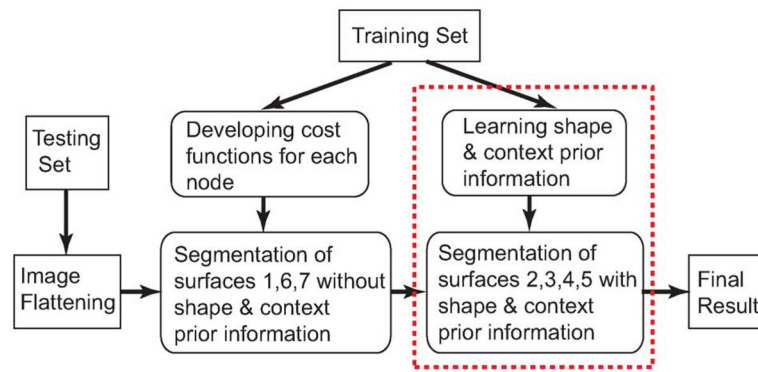 Training Set
Testing
Set
Developing cost
functions for each
node
Learning shape
& context prior
information
Image
Flattening
Segmentation of
surfaces 1,6,7 without
shape & context
prior information
Segmentation of
surfaces 2,3,4,5 with
shape & context
prior information
Final
Result